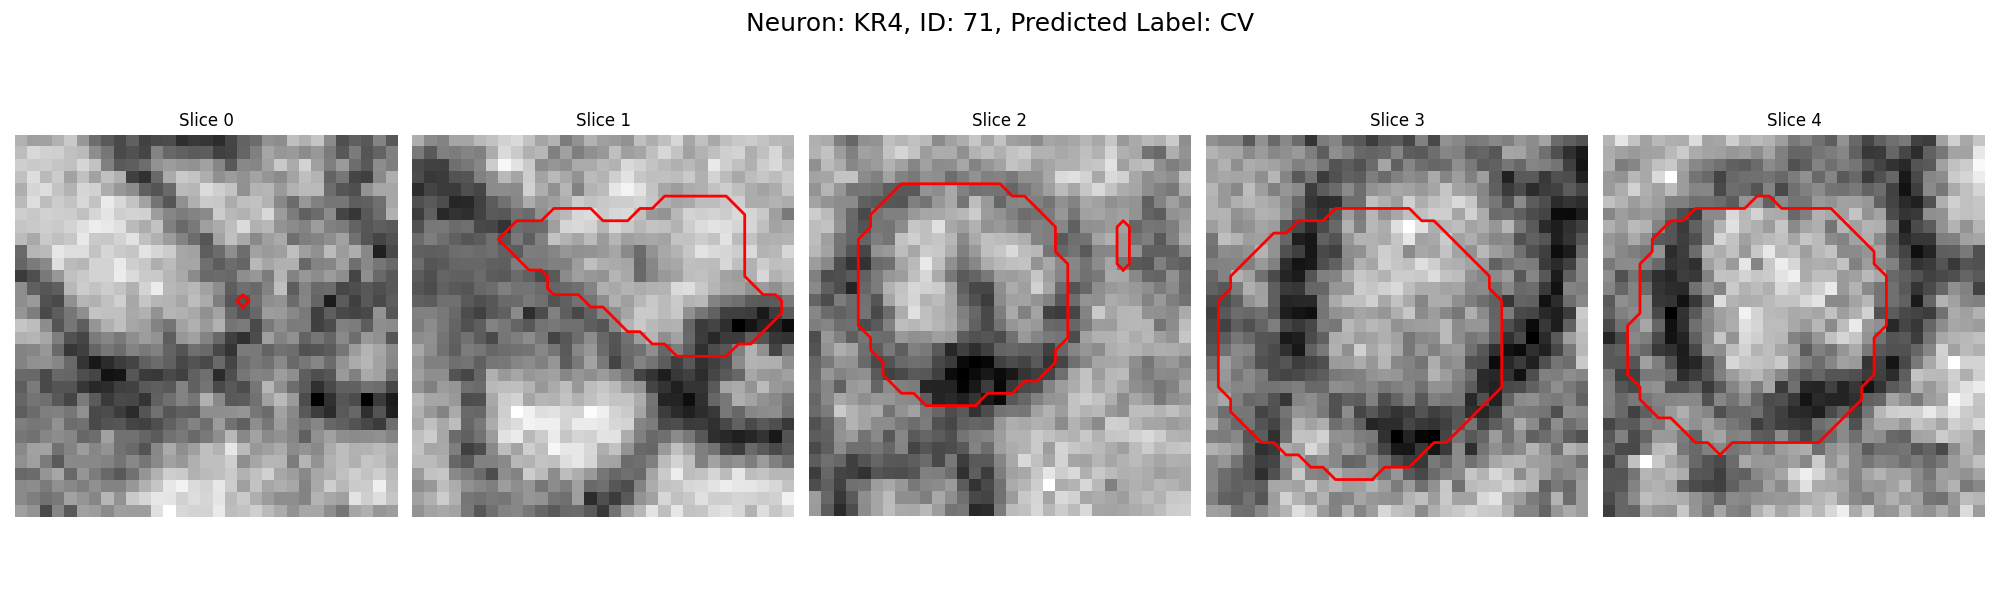 Neuron: KR4, ID: 71, Predicted Label: CV
Slice 0
Slice 1
Slice 2
Slice 3
Slice 4